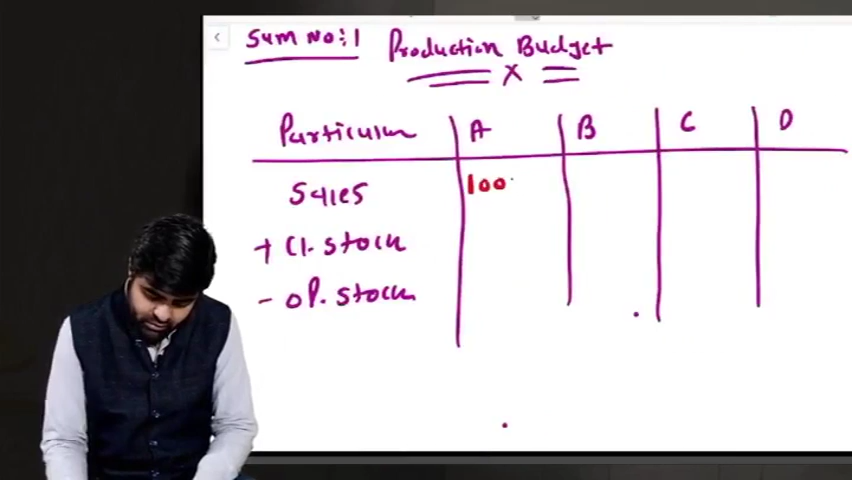 Sum No:1 Production Budget
X
Particulars A B C D
Sales 100
+ Cl. stock
- OP. stock